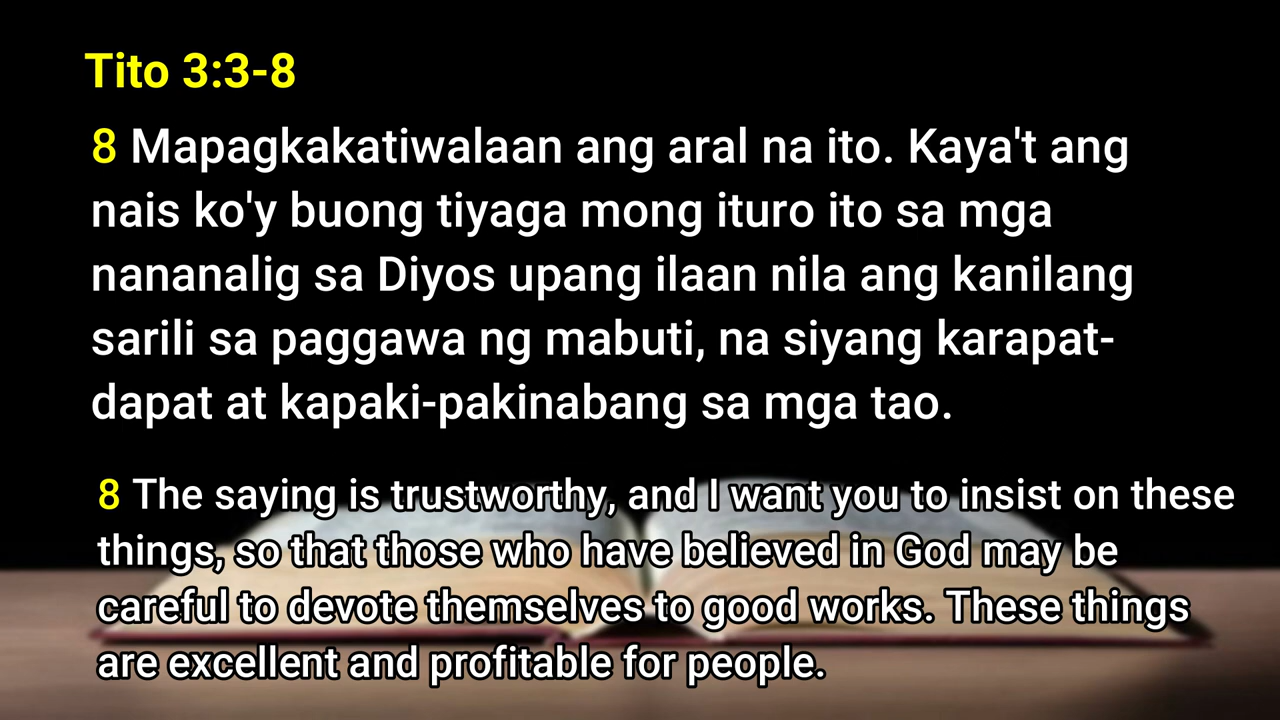 Tito 3:3-8
8 Mapagkakatiwalaan ang aral na ito. Kaya't ang
nais ko'y buong tiyaga mong ituro ito sa mga
nananalig sa Diyos upang ilaan nila ang kanilang
sarili sa paggawa ng mabuti, na siyang karapat-
dapat at kapaki-pakinabang sa mga tao.
8 The saying is trustworthy, and I want you to insist on these
things, so that those who have believed in God may be
careful to devote themselves to good works. These things
are excellent and profitable for people.